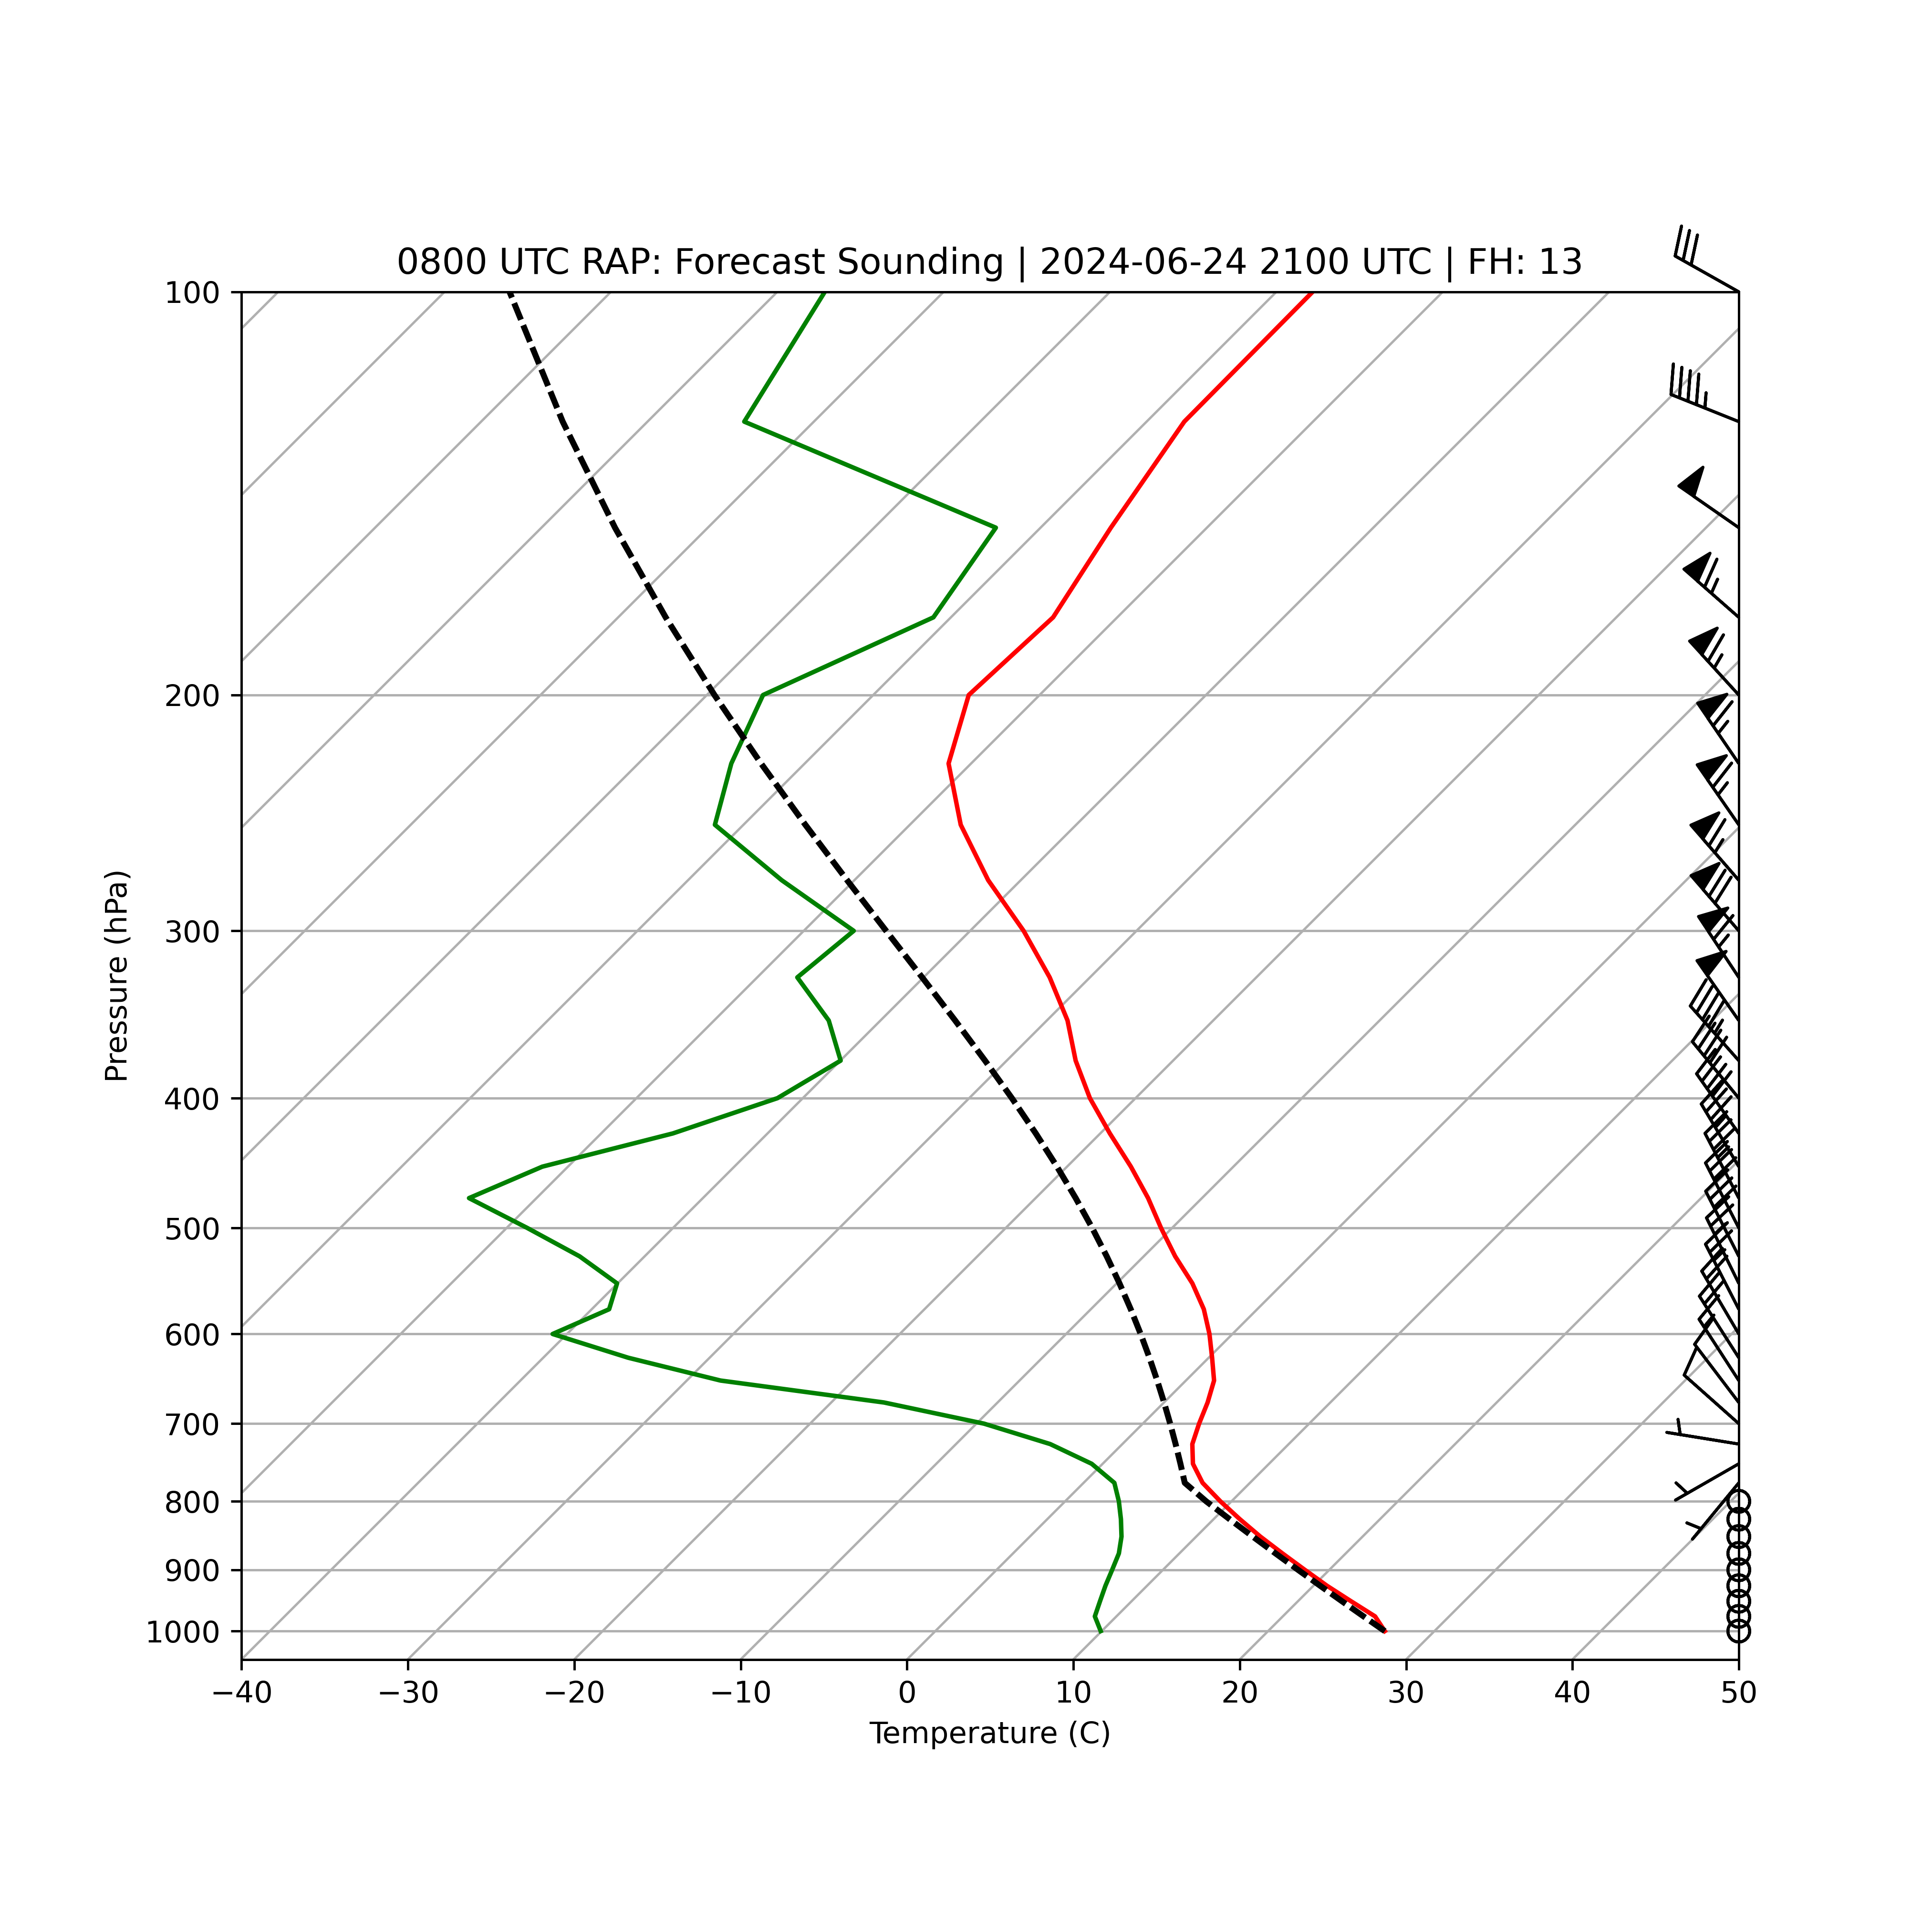 0800 UTC RAP: Forecast Sounding | 2024-06-24 2100 UTC | FH: 13
100
200
300
400
500
600
700
800
900
1000
Pressure (hPa)
−40 −30 −20 −10 0 10 20 30 40 50
Temperature (C)